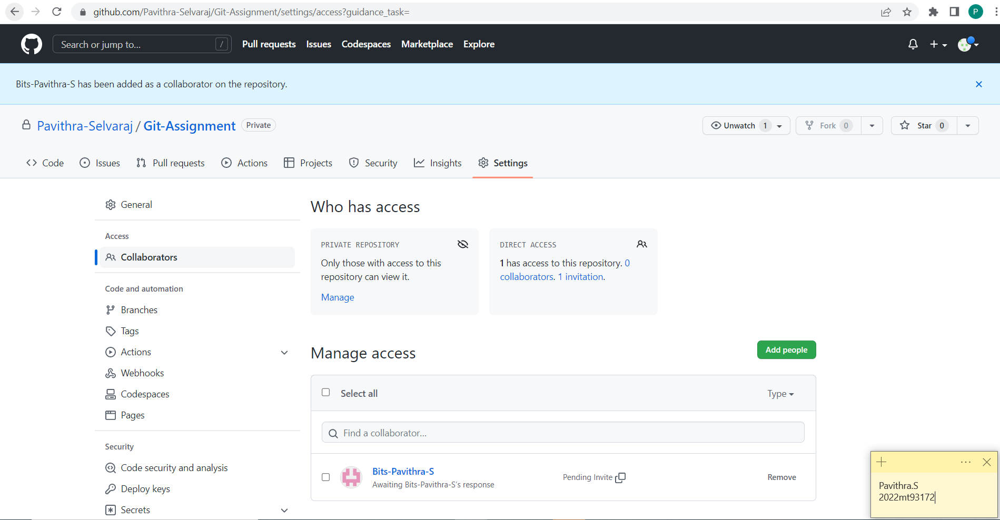 github.com/Pavithra-Selvaraj/Git-Assignment/settings/access?guidance_task=
P
Search or jump to...
/
Pull requests
Issues
Codespaces
Marketplace
Explore
Bits-Pavithra-S has been added as a collaborator on the repository.
Pavithra-Selvaraj / Git-Assignment
Private
Unwatch 1
Fork 0
Star 0
Code
Issues
Pull requests
Actions
Projects
Security
Insights
Settings
General
Access
Collaborators
Code and automation
Branches
Tags
Actions
Webhooks
Codespaces
Pages
Security
Code security and analysis
Deploy keys
Secrets
Who has access
PRIVATE REPOSITORY
Only those with access to this
repository can view it.
Manage
DIRECT ACCESS
1 has access to this repository. 0
collaborators. 1 invitation.
Manage access
Add people
Select all
Type
Find a collaborator...
Bits-Pavithra-S
Awaiting Bits-Pavithra-S's response
Pending Invite
Remove
Pavithra.S
2022mt93172